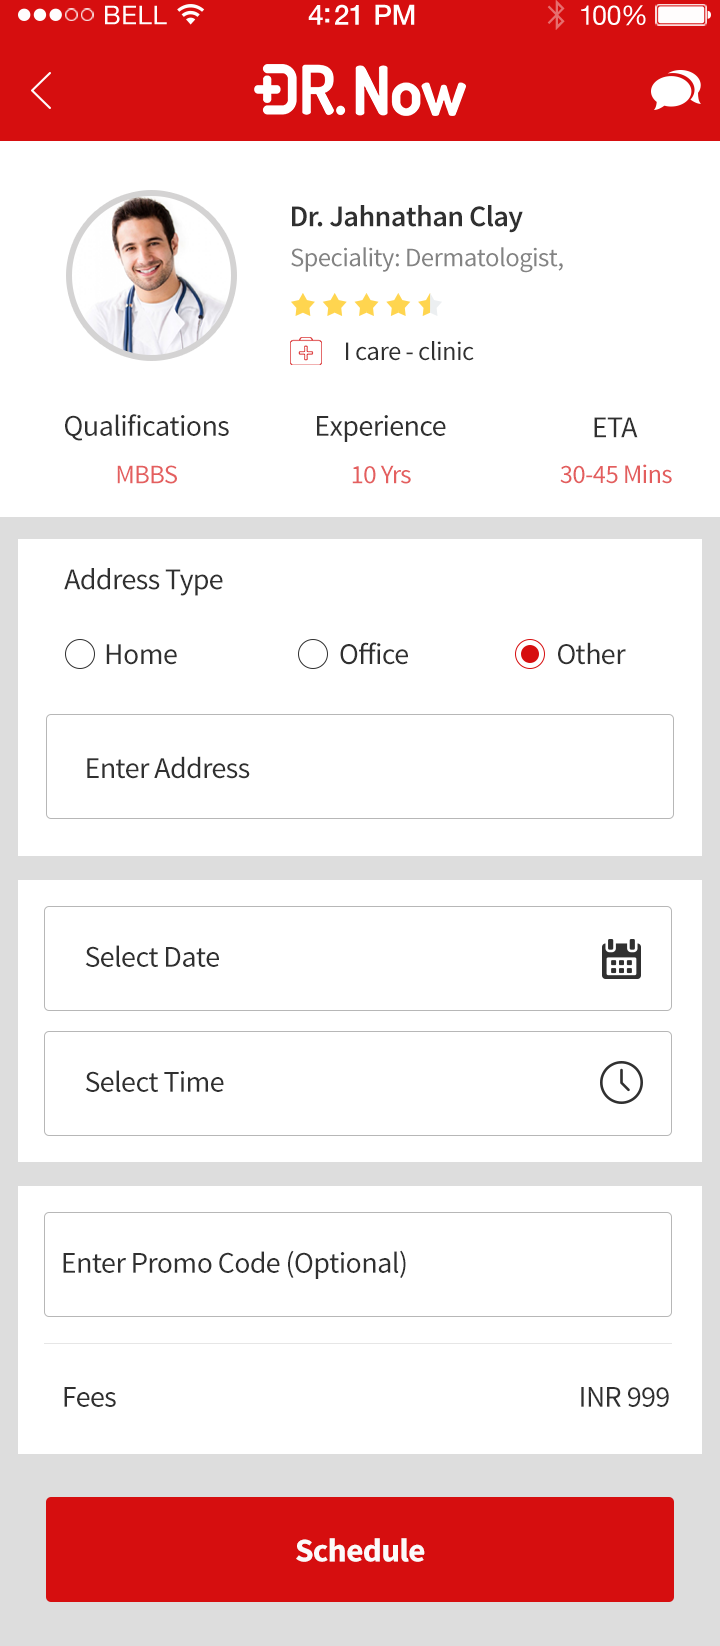 BELL 4:21 PM 100%
DR. Now
Dr. Jahnathan Clay
Speciality: Dermatologist,
I care - clinic
Qualifications Experience ETA
MBBS 10 Yrs 30-45 Mins
Address Type
Home Office Other
Enter Address
Select Date
Select Time
Enter Promo Code (Optional)
Fees INR 999
Schedule